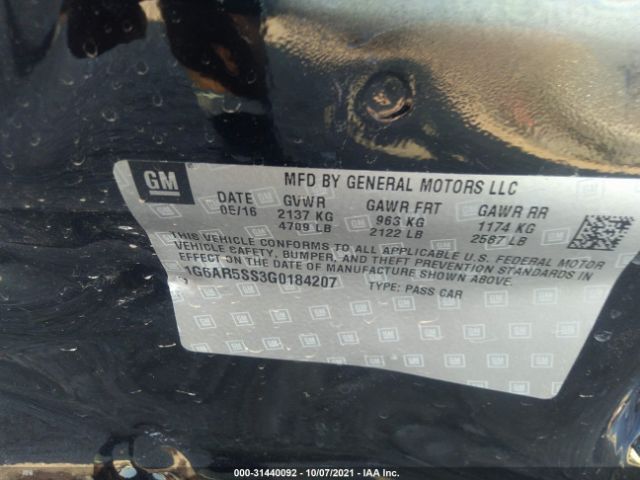 GM
MFD BY GENERAL MOTORS LLC
DATE GVWR GAWR FRT GAWR RR
05/16 2137 KG 963 KG 1174 KG
4709 LB 2122 LB 2587 LB
THIS VEHICLE CONFORMS TO ALL APPLICABLE U.S. FEDERAL MOTOR
VEHICLE SAFETY, BUMPER, AND THEFT PREVENTION STANDARDS IN
EFFECT ON THE DATE OF MANUFACTURE SHOWN ABOVE.
1G6AR5SS3G0184207 TYPE: PASS CAR
000-31440092 - 10/07/2021 - IAA Inc.